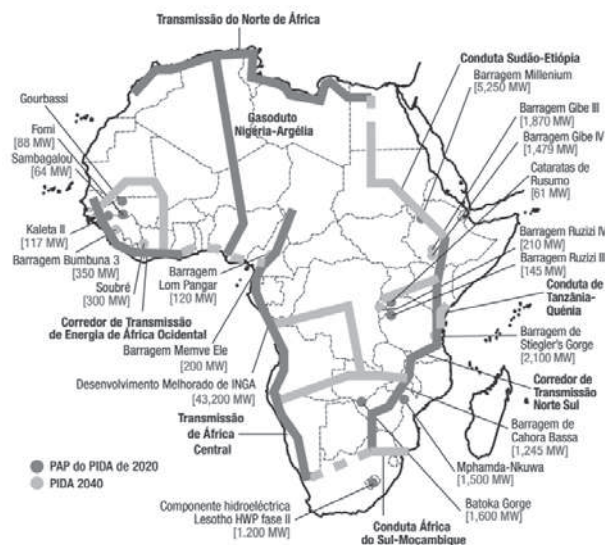 Transmissão do Norte de África
Gourbassi
Fomi
[88 MW]
Sambagalou
[64 MW]
Kaleta II
[117 MW]
Barragem Bumbuna 3
[350 MW]
Soubré
[300 MW]
Corredor de Transmissão
de Energia de África Ocidental
Gasoduto
Nigéria-Argélia
Barragem
Lom Pangar
[120 MW]
Barragem Memve Ele
[200 MW]
Desenvolvimento Melhorado de INGA
[43,200 MW]
Transmissão
de África
Central
Conduta Sudão-Etiópia
Barragem Millenium
[5,250 MW]
Barragem Gibe III
[1,870 MW]
Barragem Gibe IV
[1,479 MW]
Cataratas de
Rusumo
[61 MW]
Barragem Ruzizi IV
[210 MW]
Barragem Ruzizi III
[145 MW]
Conduta de
Tanzânia-
Quénia
Barragem de
Stiegler's Gorge
[2,100 MW]
Corredor de
Transmissão
Norte Sul
Barragem de
Cahora Bassa
[1,245 MW]
Mphamda-Nkuwa
[1,500 MW]
Batoka Gorge
[1,600 MW]
Conduta África
do Sul-Moçambique
Componente hidroeléctrica
Lesotho HWP fase II
[1.200 MW]
PAP do PIDA de 2020
PIDA 2040